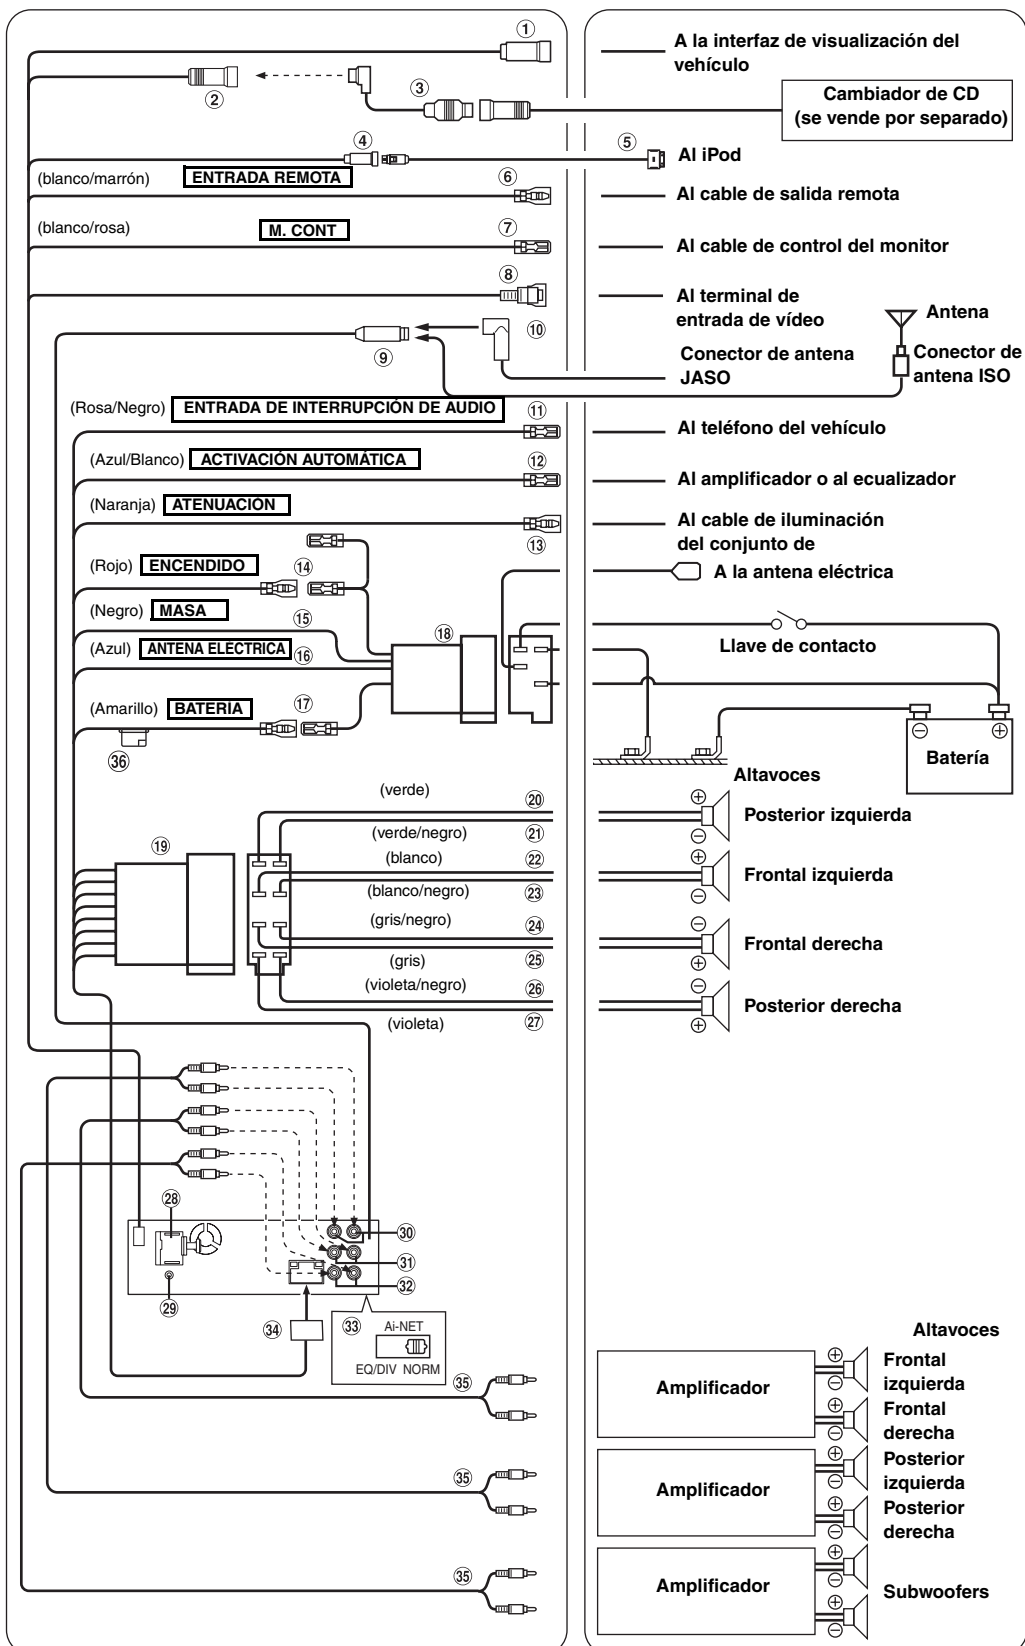 ①
A la interfaz de visualización del
vehículo
②
③
Cambiador de CD
(se vende por separado)
④
⑤
Al iPod
(blanco/marrón) ENTRADA REMOTA
⑥
Al cable de salida remota
(blanco/rosa) M. CONT
⑦
Al cable de control del monitor
⑧
Al terminal de
entrada de vídeo
Antena
⑨
⑩
Conector de antena
JASO
Conector de
antena ISO
(Rosa/Negro) ENTRADA DE INTERRUPCIÓN DE AUDIO
⑪
Al teléfono del vehículo
(Azul/Blanco) ACTIVACIÓN AUTOMÁTICA
⑫
Al amplificador o al ecualizador
(Naranja) ATENUACIÓN
⑬
Al cable de iluminación
del conjunto de
(Rojo) ENCENDIDO
⑭
A la antena eléctrica
(Negro) MASA
⑮
⑱
Llave de contacto
(Azul) ANTENA ELÉCTRICA
⑯
(Amarillo) BATERIA
⑰
㊱
⊖ ⊕
Batería
Altavoces
(verde)
⑳
⊕
Posterior izquierda
(verde/negro)
㉑
⊖
⑲
(blanco)
㉒
⊕
Frontal izquierda
(blanco/negro)
㉓
⊖
(gris/negro)
㉔
⊖
Frontal derecha
(gris)
㉕
⊕
(violeta/negro)
㉖
⊖
Posterior derecha
(violeta)
㉗
⊕
㉘
㉚
㉛
㉙
㉜
㉞
㉝
Ai-NET
EQ/DIV NORM
Altavoces
㉟
Amplificador
⊕
⊖
Frontal
izquierda
⊕
⊖
Frontal
derecha
㉟
Amplificador
⊕
⊖
Posterior
izquierda
⊕
⊖
Posterior
derecha
㉟
Amplificador
⊕
⊖
Subwoofers
⊕
⊖